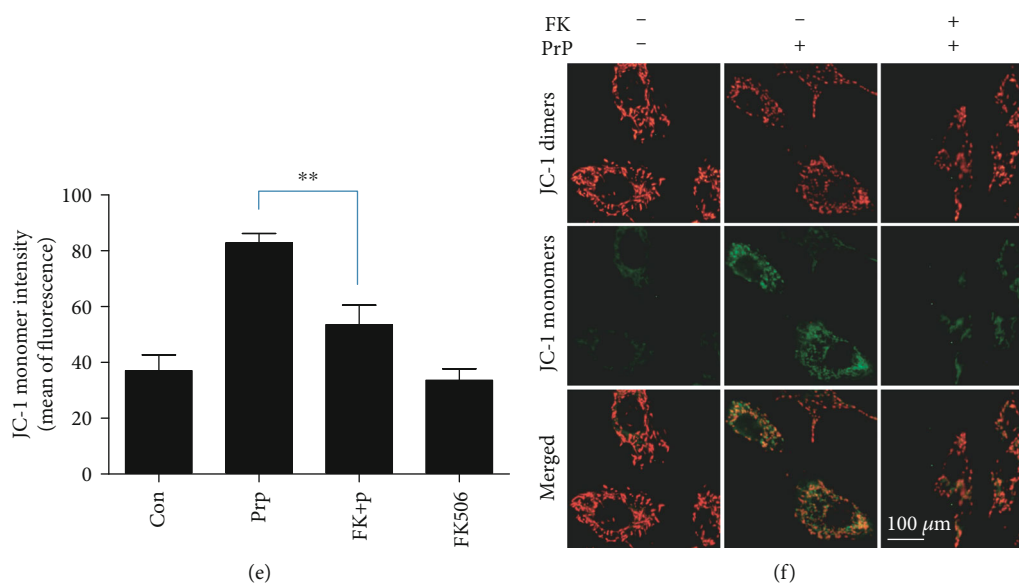 JC-1 monomer intensity
(mean of fluorescence)
100
80
60
40
20
0
**
Con
Prp
FK+p
FK506
(e)
FK − − +
PrP − + +
JC-1 dimers
JC-1 monomers
Merged
100 μm
(f)